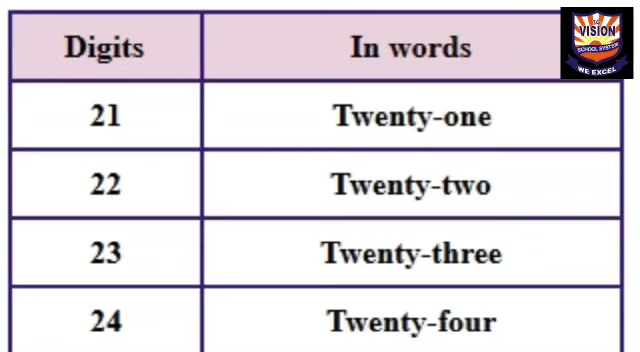 Digits In words
THE
VISION
SCHOOL SYSTEM
WE EXCEL
21 Twenty-one
22 Twenty-two
23 Twenty-three
24 Twenty-four